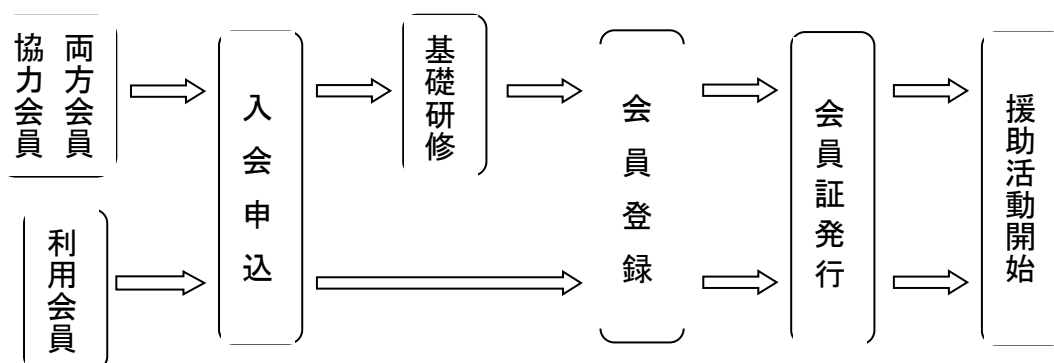 両方会員
協力会員
利用会員
入会申込
基礎研修
会員登録
会員証発行
援助活動開始